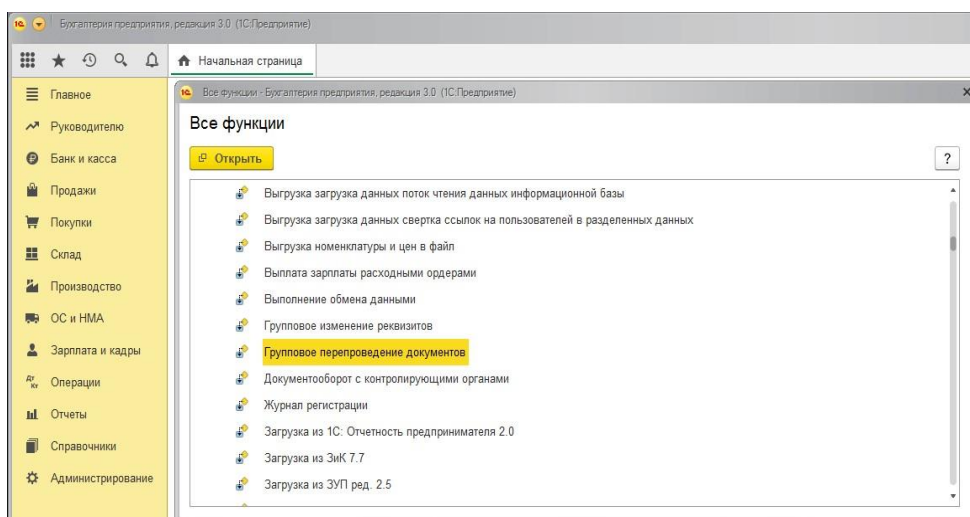 1С Бухгалтерия предприятия, редакция 3.0 (1С:Предприятие)
Начальная страница
Главное
Руководителю
₽ Банк и касса
Продажи
Покупки
Склад
Производство
ОС и НМА
Зарплата и кадры
Дт Кт Операции
Отчеты
Справочники
Администрирование
1С Все функции - Бухгалтерия предприятия, редакция 3.0 (1С:Предприятие)
Все функции
Открыть
?
Выгрузка загрузка данных поток чтения данных информационной базы
Выгрузка загрузка данных свертка ссылок на пользователей в разделенных данных
Выгрузка номенклатуры и цен в файл
Выплата зарплаты расходными ордерами
Выполнение обмена данными
Групповое изменение реквизитов
Групповое перепроведение документов
Документооборот с контролирующими органами
Журнал регистрации
Загрузка из 1С: Отчетность предпринимателя 2.0
Загрузка из ЗиК 7.7
Загрузка из ЗУП ред. 2.5